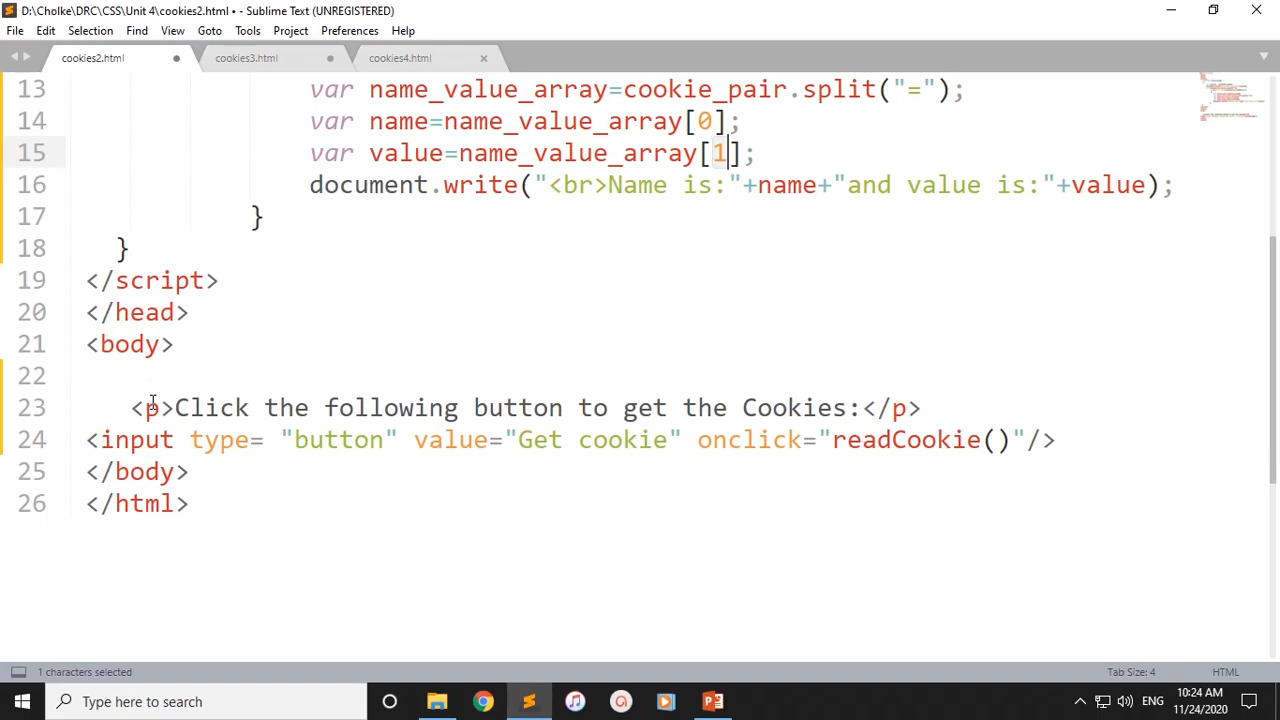 D:\Cholke\DRC\CSS\Unit 4\cookies2.html • - Sublime Text (UNREGISTERED)
File Edit Selection Find View Goto Tools Project Preferences Help
cookies2.html cookies3.html cookies4.html
13 var name_value_array=cookie_pair.split("=");
14 var name=name_value_array[0];
15 var value=name_value_array[1];
16 document.write("<br>Name is:"+name+"and value is:"+value);
17 }
18 }
19 </script>
20 </head>
21 <body>
22
23 <p>Click the following button to get the Cookies:</p>
24 <input type= "button" value="Get cookie" onclick="readCookie()"/>
25 </body>
26 </html>
1 characters selected Tab Size: 4 HTML
Type here to search ENG 10:24 AM
11/24/2020